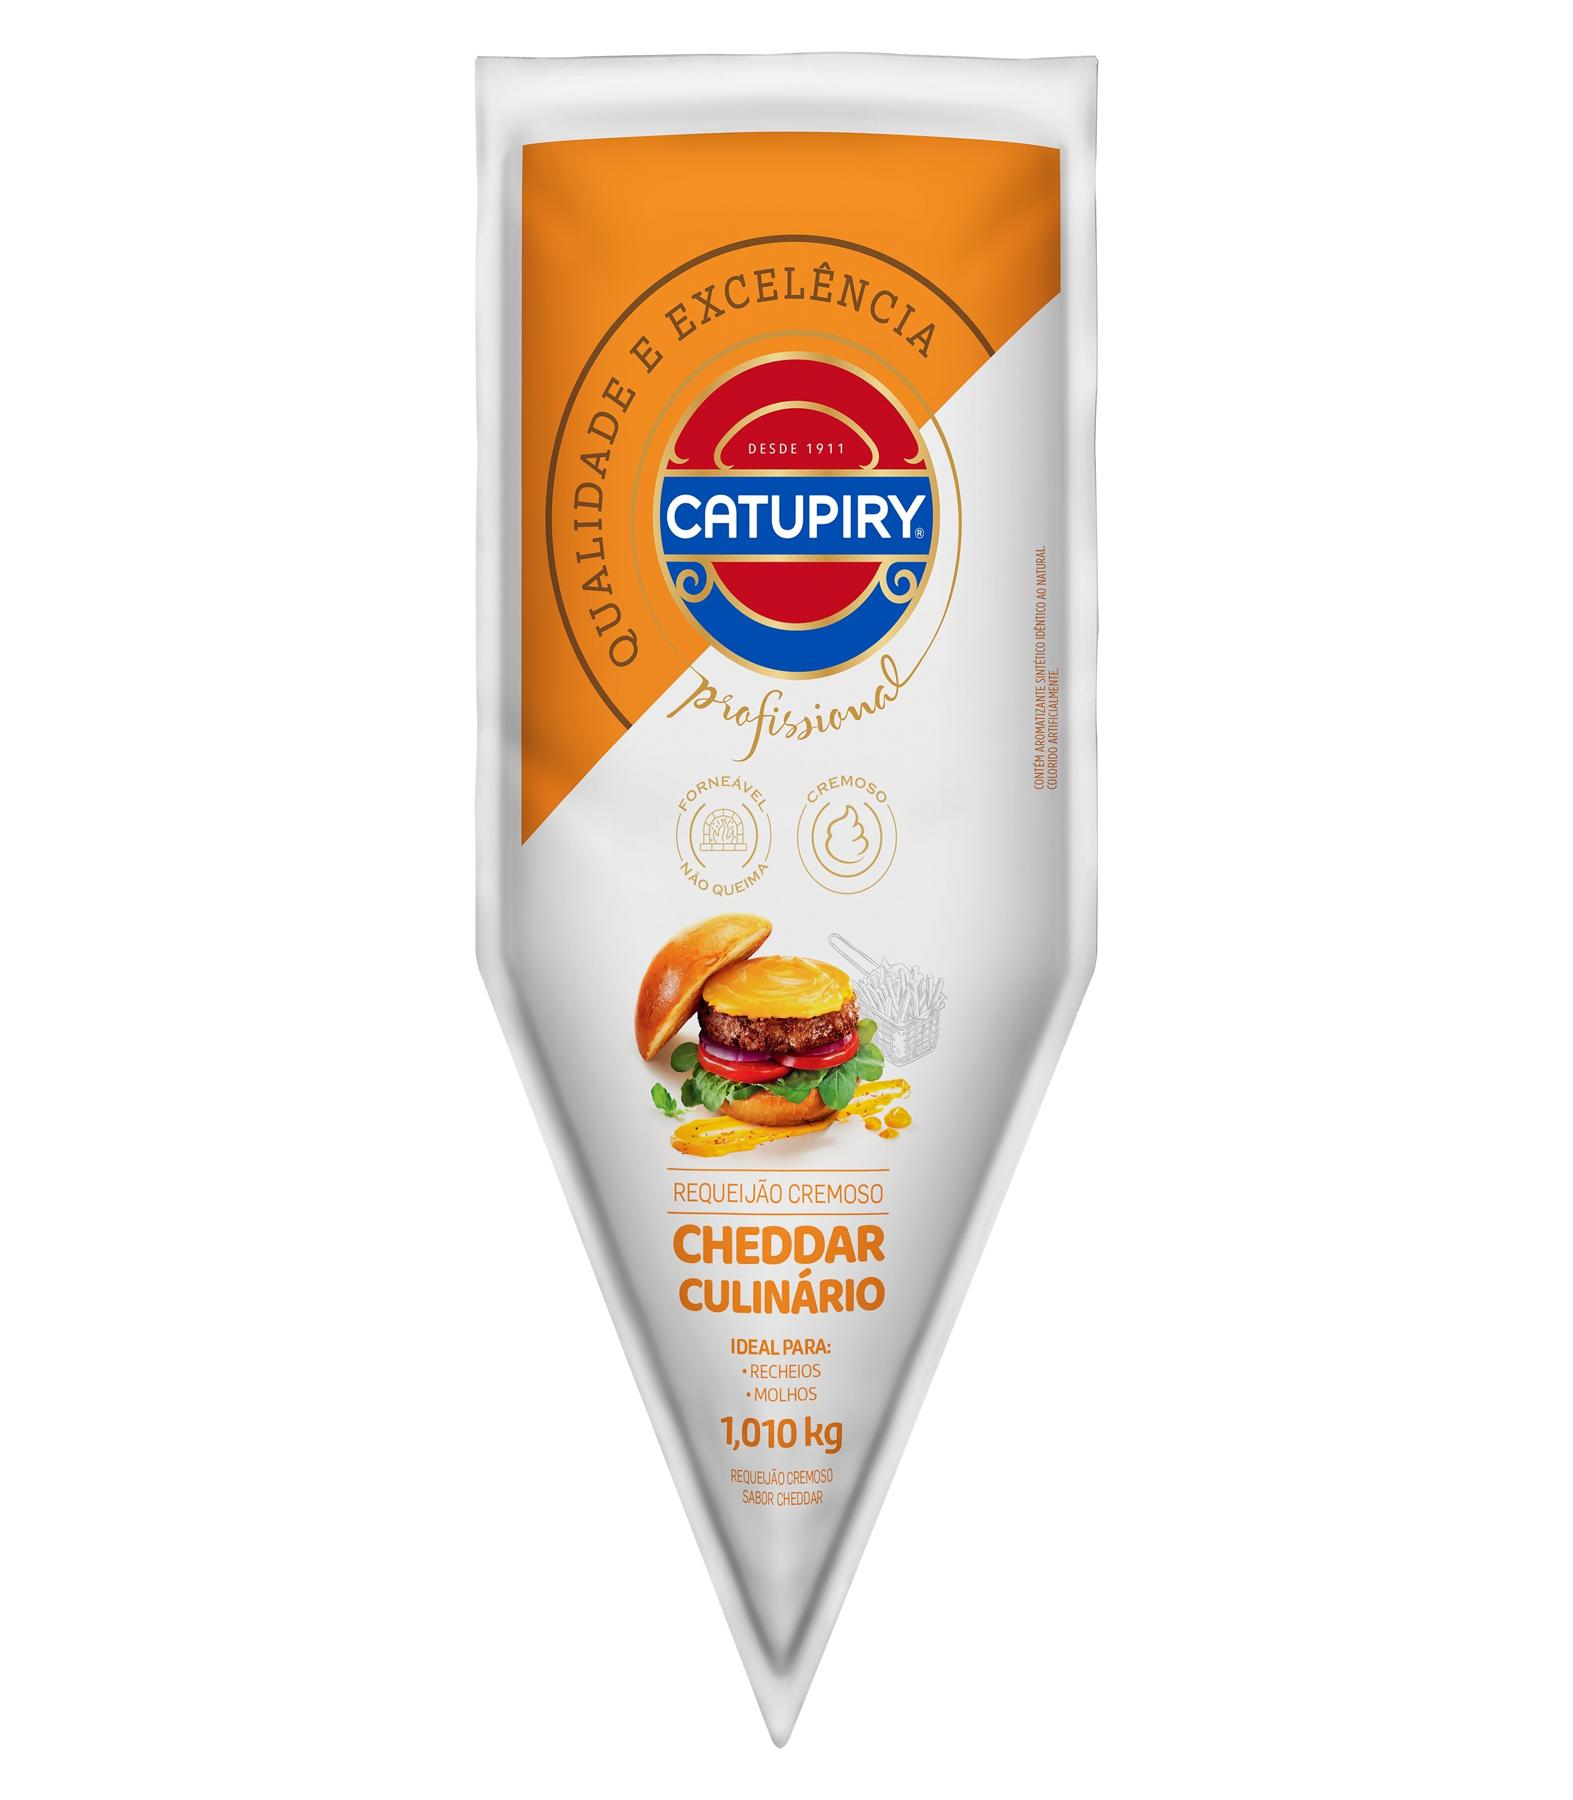 QUALIDADE E EXCELÊNCIA
DESDE 1911
CATUPIRY®
profissional
FORNEÁVEL
NÃO QUEIMA
CREMOSO
CONTÉM AROMATIZANTE SINTÉTICO IDÊNTICO AO NATURAL.
COLORIDO ARTIFICIALMENTE.
REQUEIJÃO CREMOSO
CHEDDAR
CULINÁRIO
IDEAL PARA:
• RECHEIOS
• MOLHOS
1,010 kg
REQUEIJÃO CREMOSO
SABOR CHEDDAR